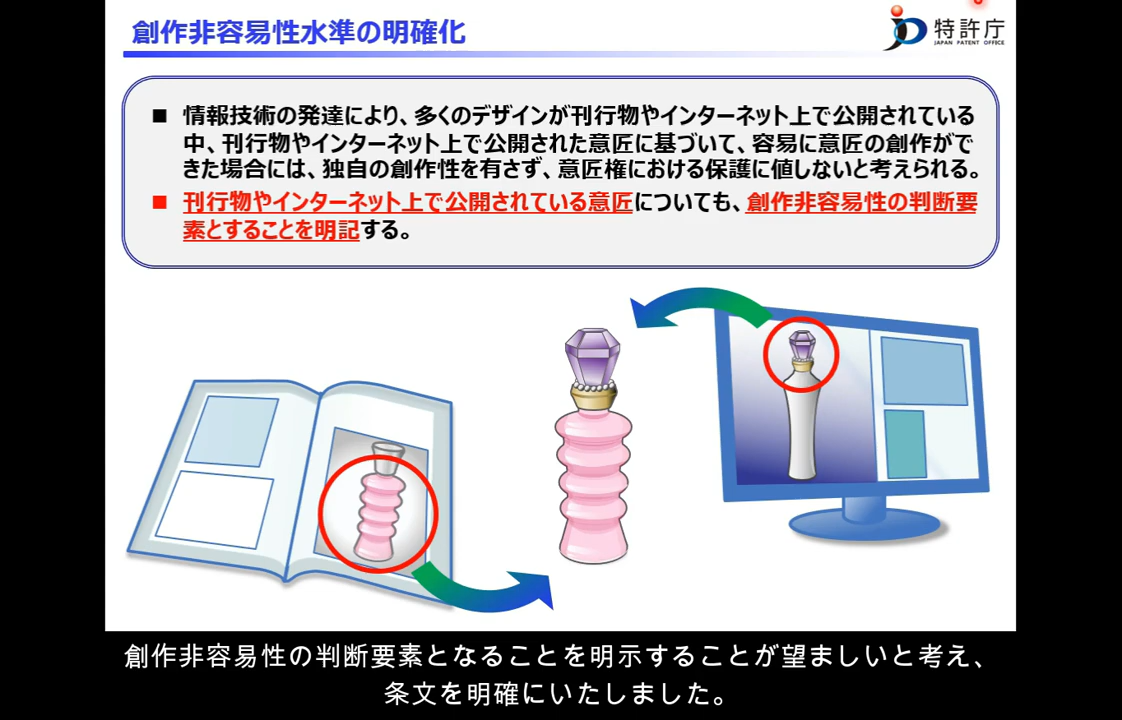 創作非容易性水準の明確化
特許庁
JAPAN PATENT OFFICE
■ 情報技術の発達により、多くのデザインが刊行物やインターネット上で公開されている
中、刊行物やインターネット上で公開された意匠に基づいて、容易に意匠の創作がで
きた場合には、独自の創作性を有さず、意匠権における保護に値しないと考えられる。
■ 刊行物やインターネット上で公開されている意匠についても、創作非容易性の判断要
素とすることを明記する。
創作非容易性の判断要素となることを明示することが望ましいと考え、
条文を明確にいたしました。